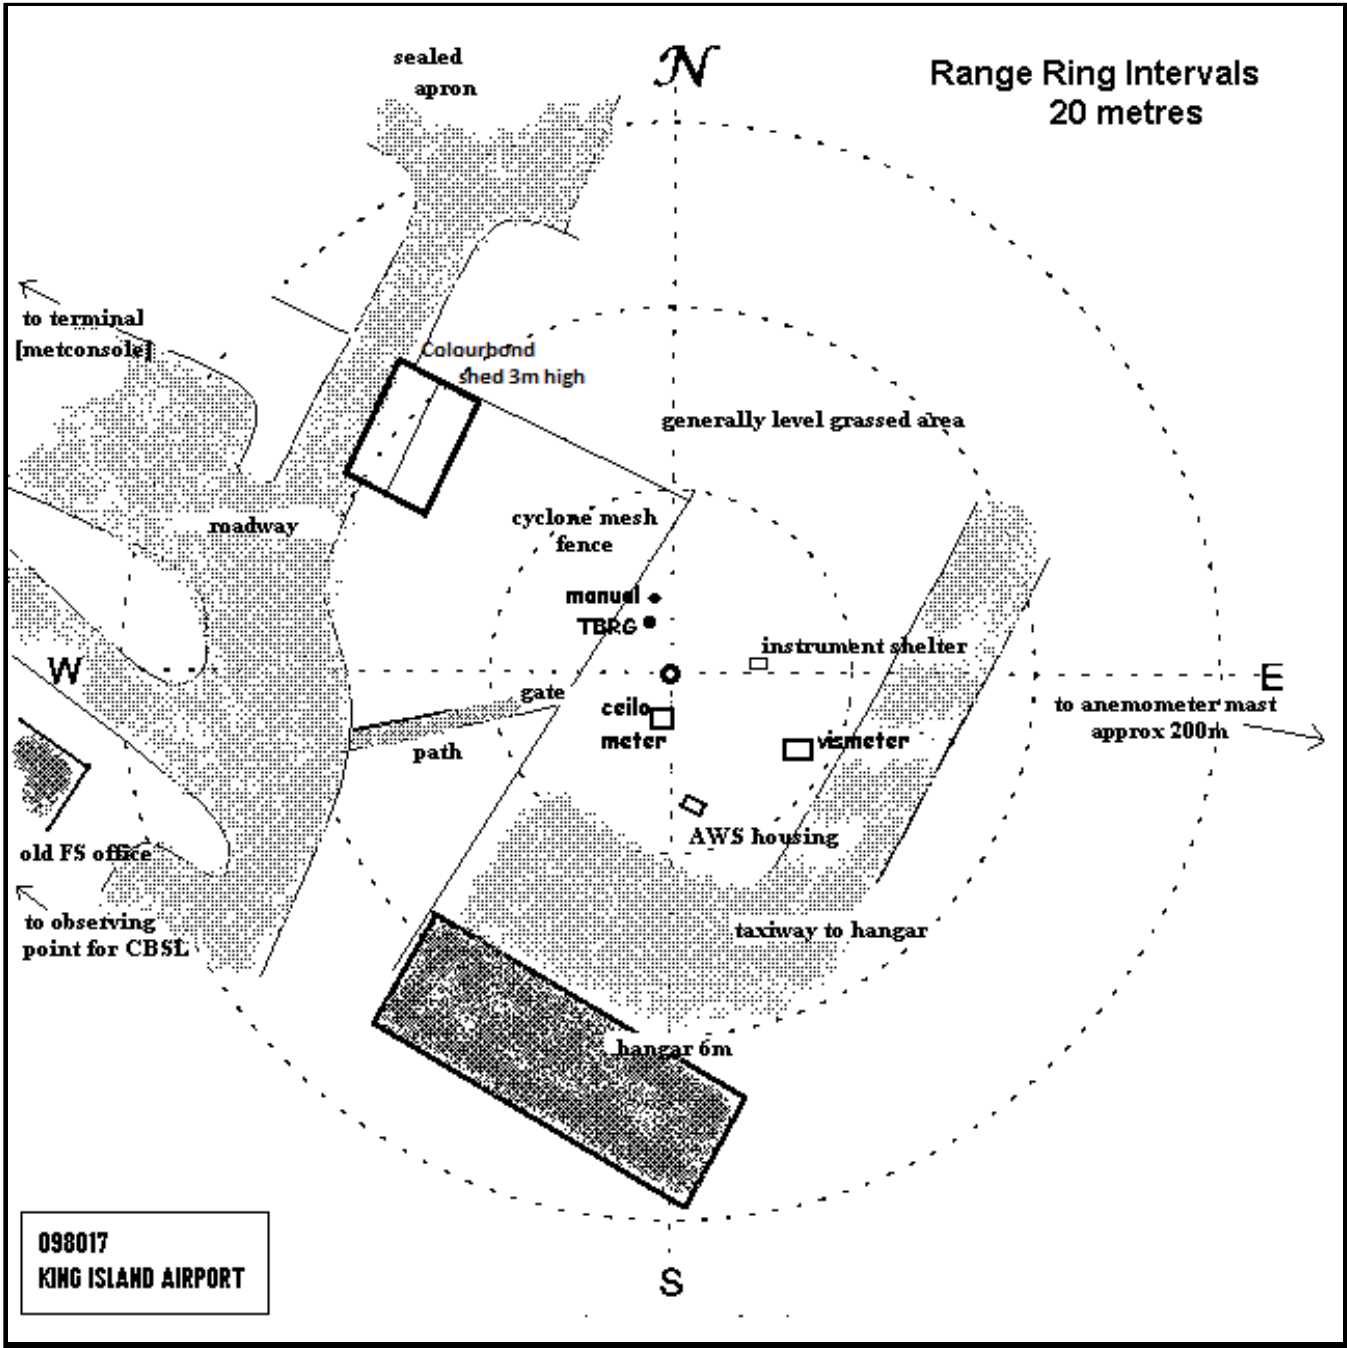 sealed
apron
N
Range Ring Intervals
20 metres
to terminal
[metconsole]
Colourbond
shed 3m high
generally level grassed area
roadway
cyclone mesh
fence
manual
TBRG
instrument shelter
W
E
gate
ceilo
meter
vismeter
to anemometer mast
approx 200m
path
AWS housing
old FS office
to observing
point for CBSL
taxiway to hangar
hangar 6m
098017
KING ISLAND AIRPORT
S